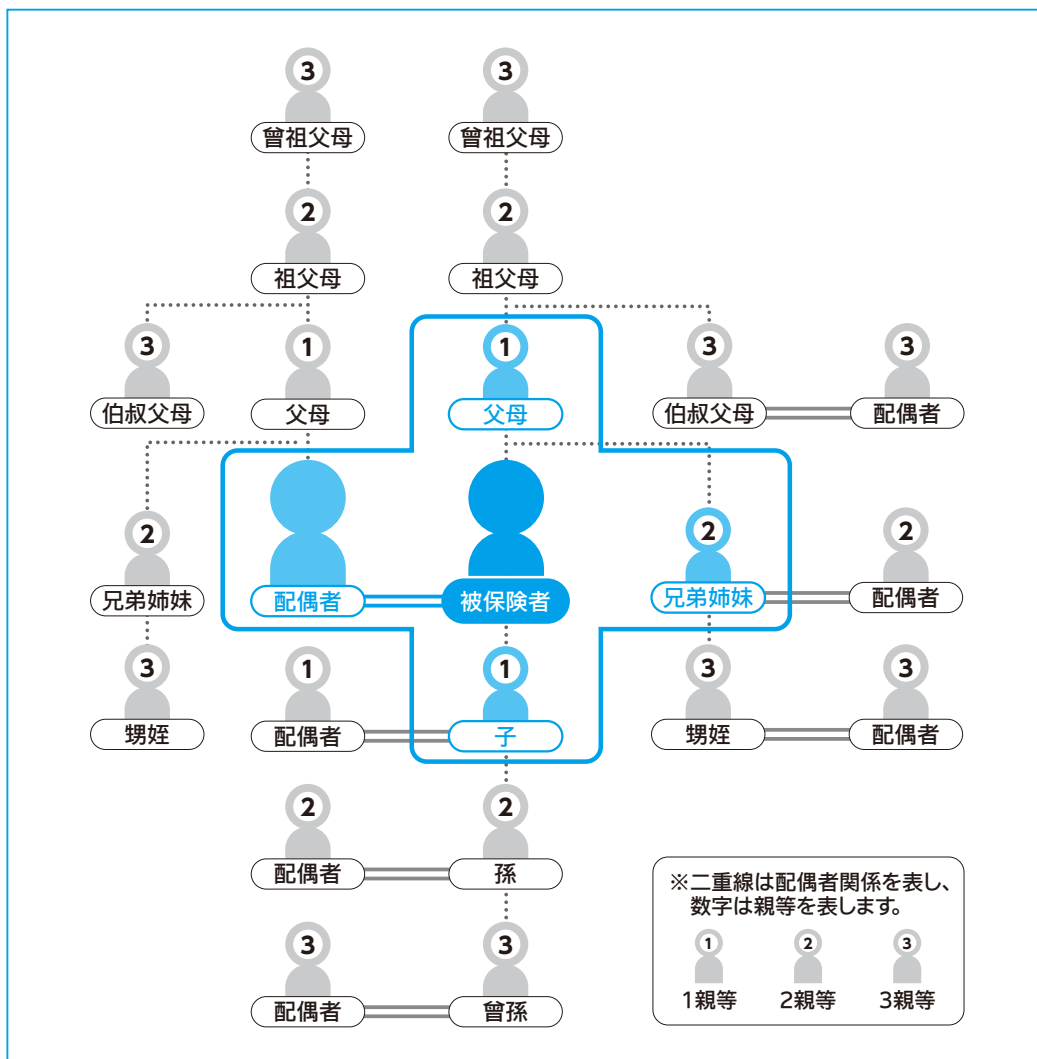 3 3
曾祖父母 曾祖父母
2 2
祖父母 祖父母
3 1 1 3 3
伯叔父母 父母 父母 伯叔父母 配偶者
2 2 2
兄弟姉妹 配偶者 被保険者 兄弟姉妹 配偶者
3 1 1 3 3
甥姪 配偶者 子 甥姪 配偶者
2 2
配偶者 孫
3 3
配偶者 曾孫
※二重線は配偶者関係を表し、
数字は親等を表します。
1 2 3
1親等 2親等 3親等